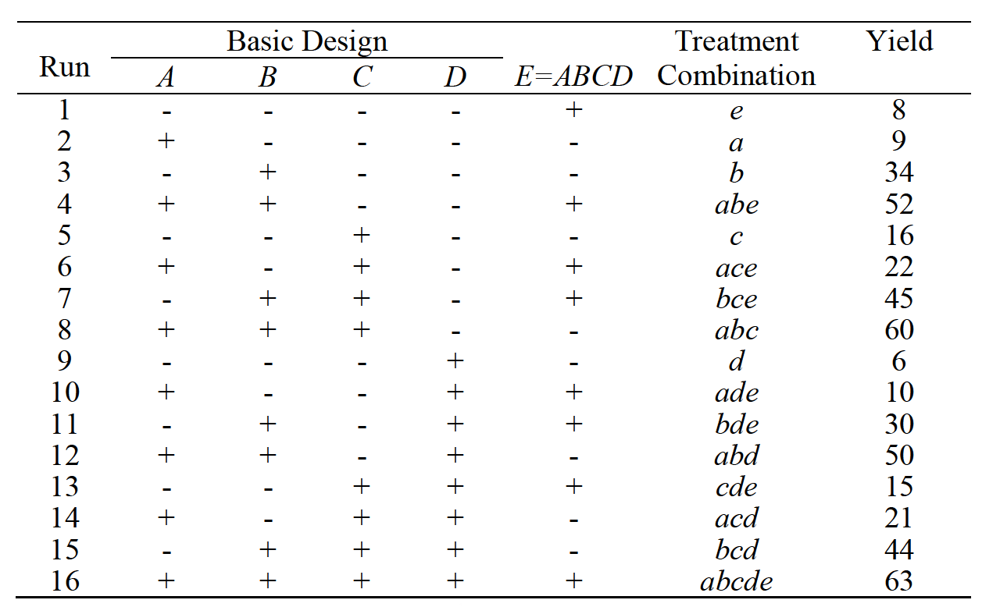 Run Basic Design Treatment Combination Yield
A B C D E=ABCD
1 - - - - + e 8
2 + - - - - a 9
3 - + - - - b 34
4 + + - - + abe 52
5 - - + - - c 16
6 + - + - + ace 22
7 - + + - + bce 45
8 + + + - - abc 60
9 - - - + - d 6
10 + - - + + ade 10
11 - + - + + bde 30
12 + + - + - abd 50
13 - - + + + cde 15
14 + - + + - acd 21
15 - + + + - bcd 44
16 + + + + + abcde 63